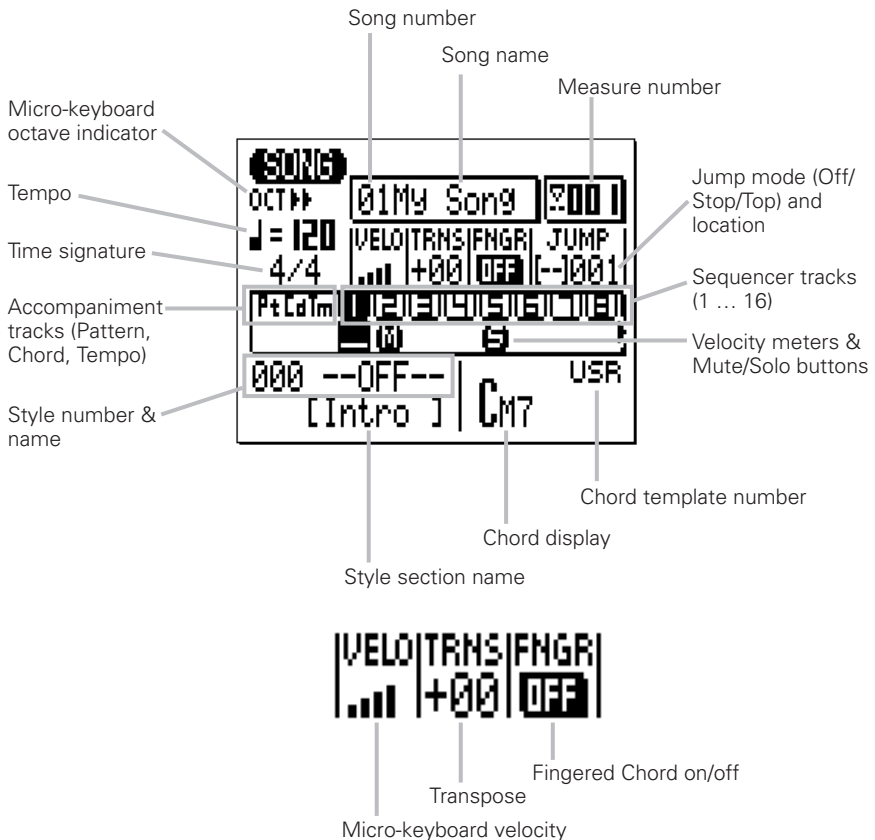 Song number
Song name
Measure number
Micro-keyboard
octave indicator
Tempo
Time signature
Accompaniment
tracks (Pattern,
Chord, Tempo)
Style number &
name
SONG
OCT
01My Song
001
♩= 120
VELO TRNS FNGR JUMP
4/4
+00 OFF [--]001
Pt Cd Tm 1 2 3 4 5 6 7 8
M S
000 --OFF--
USR
[Intro ]
CM7
Jump mode (Off/
Stop/Top) and
location
Sequencer tracks
(1 … 16)
Velocity meters &
Mute/Solo buttons
Chord template number
Chord display
Style section name
VELO TRNS FNGR
+00 OFF
Fingered Chord on/off
Transpose
Micro-keyboard velocity